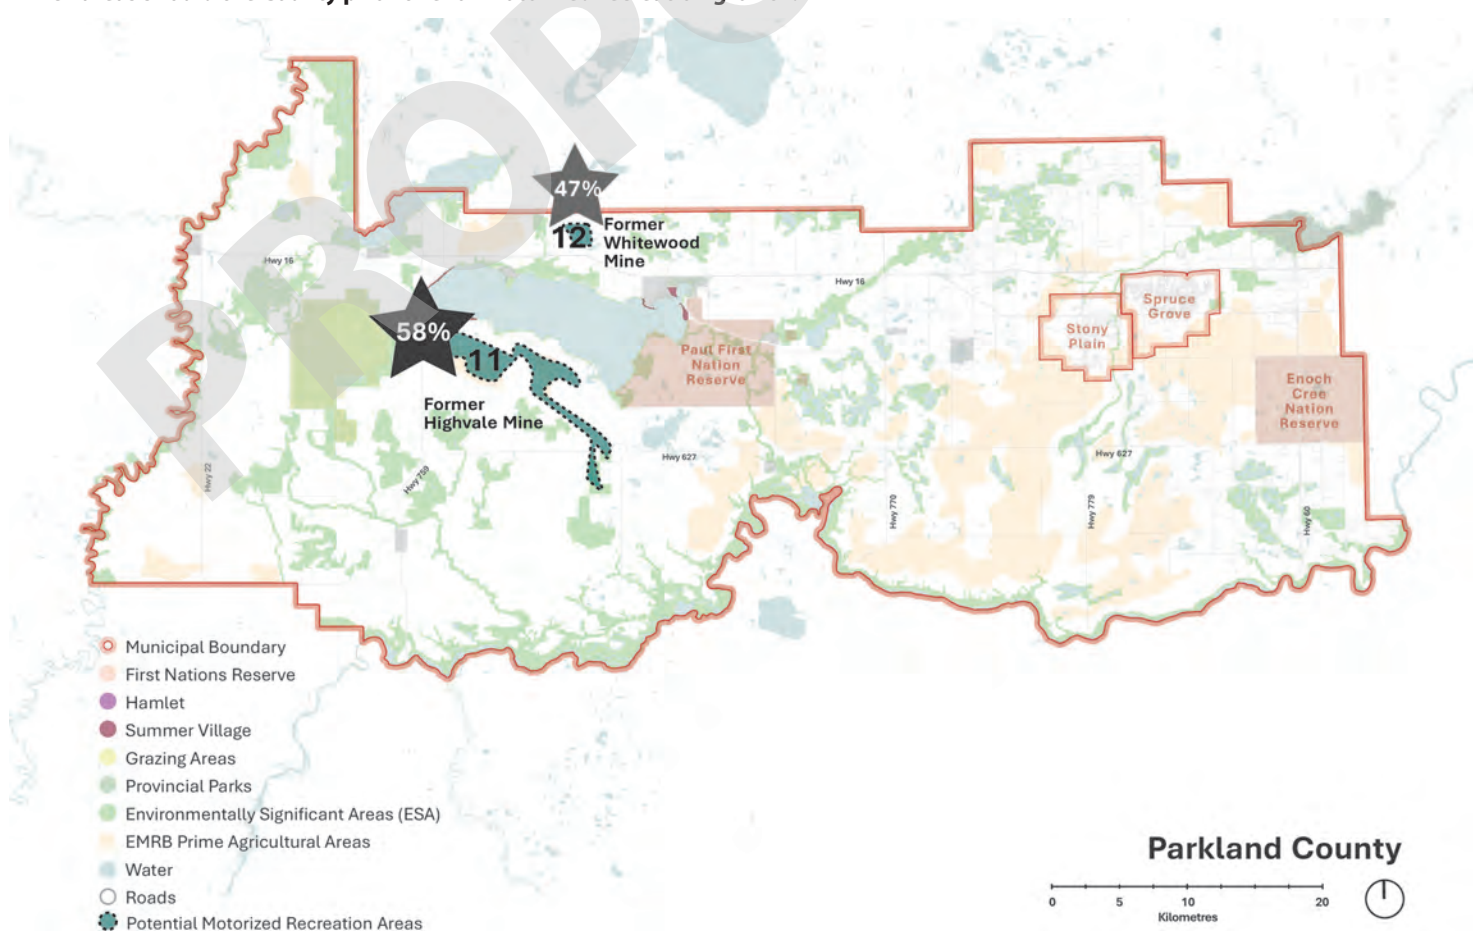 PROPO
47%
12
Former
Whitewood
Mine
Hwy 16
Hwy 16
58%
11
Former
Highvale Mine
Paul First
Nation
Reserve
Spruce
Grove
Stony
Plain
Enoch
Cree
Nation
Reserve
Hwy 22
Hwy 759
Hwy 627
Hwy 627
Hwy 770
Hwy 779
Hwy 60
Municipal Boundary
First Nations Reserve
Hamlet
Summer Village
Grazing Areas
Provincial Parks
Environmentally Significant Areas (ESA)
EMRB Prime Agricultural Areas
Water
Roads
Potential Motorized Recreation Areas
Parkland County
0 5 10 20
Kilometres